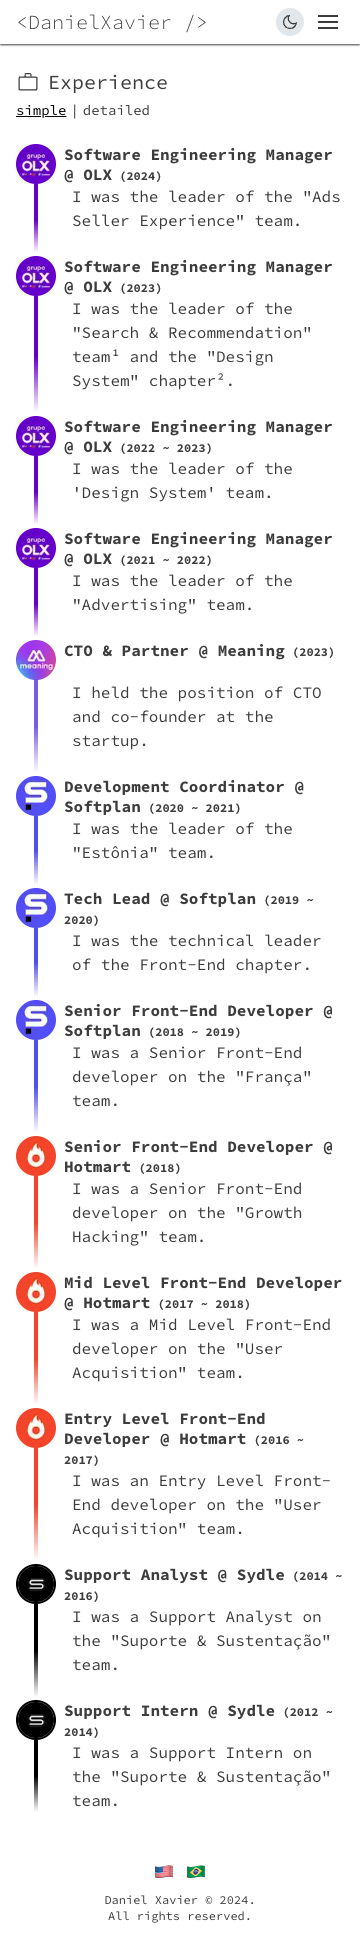 <DanielXavier />
Experience
simple | detailed
grupo
OLX
Software Engineering Manager
@ OLX (2024)
I was the leader of the "Ads
Seller Experience" team.
grupo
OLX
Software Engineering Manager
@ OLX (2023)
I was the leader of the
"Search & Recommendation"
team¹ and the "Design
System" chapter².
grupo
OLX
Software Engineering Manager
@ OLX (2022 ~ 2023)
I was the leader of the
'Design System' team.
grupo
OLX
Software Engineering Manager
@ OLX (2021 ~ 2022)
I was the leader of the
"Advertising" team.
meaning
CTO & Partner @ Meaning (2023)
I held the position of CTO
and co-founder at the
startup.
Development Coordinator @
Softplan (2020 ~ 2021)
I was the leader of the
"Estônia" team.
Tech Lead @ Softplan (2019 ~
2020)
I was the technical leader
of the Front-End chapter.
Senior Front-End Developer @
Softplan (2018 ~ 2019)
I was a Senior Front-End
developer on the "França"
team.
Senior Front-End Developer @
Hotmart (2018)
I was a Senior Front-End
developer on the "Growth
Hacking" team.
Mid Level Front-End Developer
@ Hotmart (2017 ~ 2018)
I was a Mid Level Front-End
developer on the "User
Acquisition" team.
Entry Level Front-End
Developer @ Hotmart (2016 ~
2017)
I was an Entry Level Front-
End developer on the "User
Acquisition" team.
Support Analyst @ Sydle (2014 ~
2016)
I was a Support Analyst on
the "Suporte & Sustentação"
team.
Support Intern @ Sydle (2012 ~
2014)
I was a Support Intern on
the "Suporte & Sustentação"
team.
Daniel Xavier © 2024.
All rights reserved.